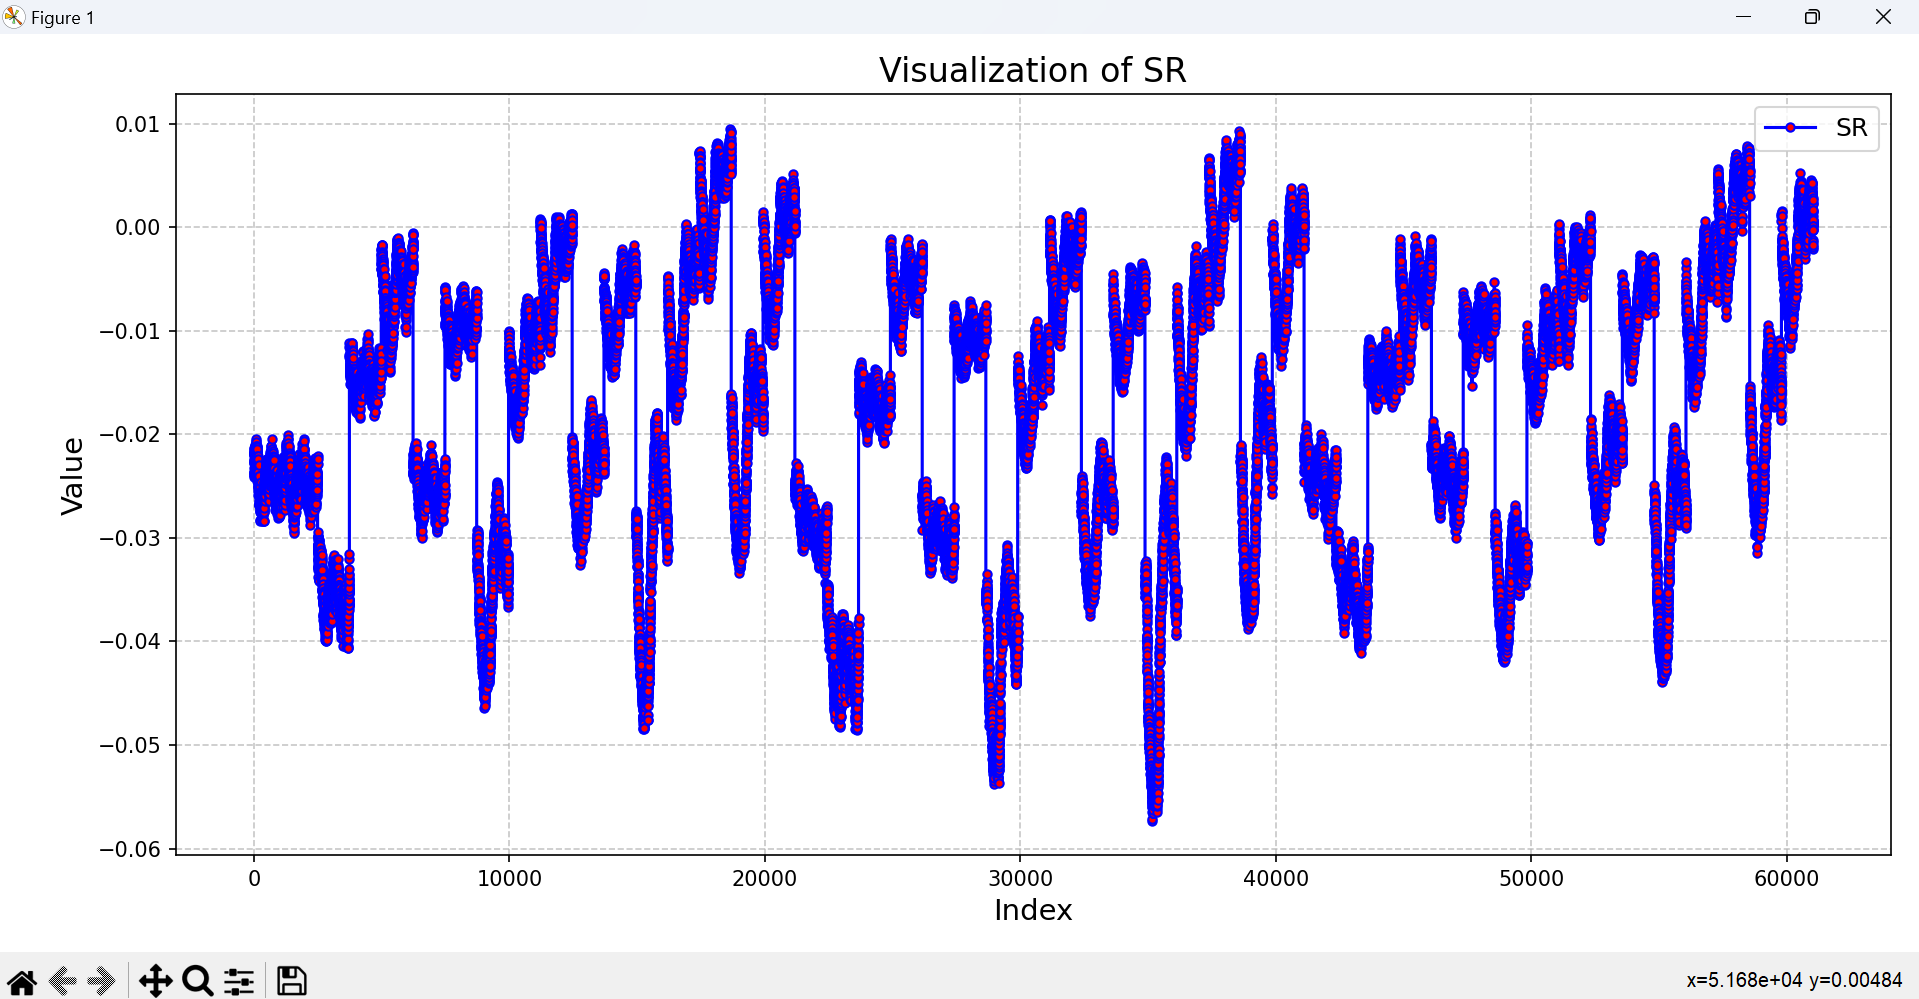 Figure 1
Visualization of SR
SR
0.01
0.00
−0.01
−0.02
−0.03
−0.04
−0.05
−0.06
Value
0 10000 20000 30000 40000 50000 60000
Index
x=5.168e+04 y=0.00484